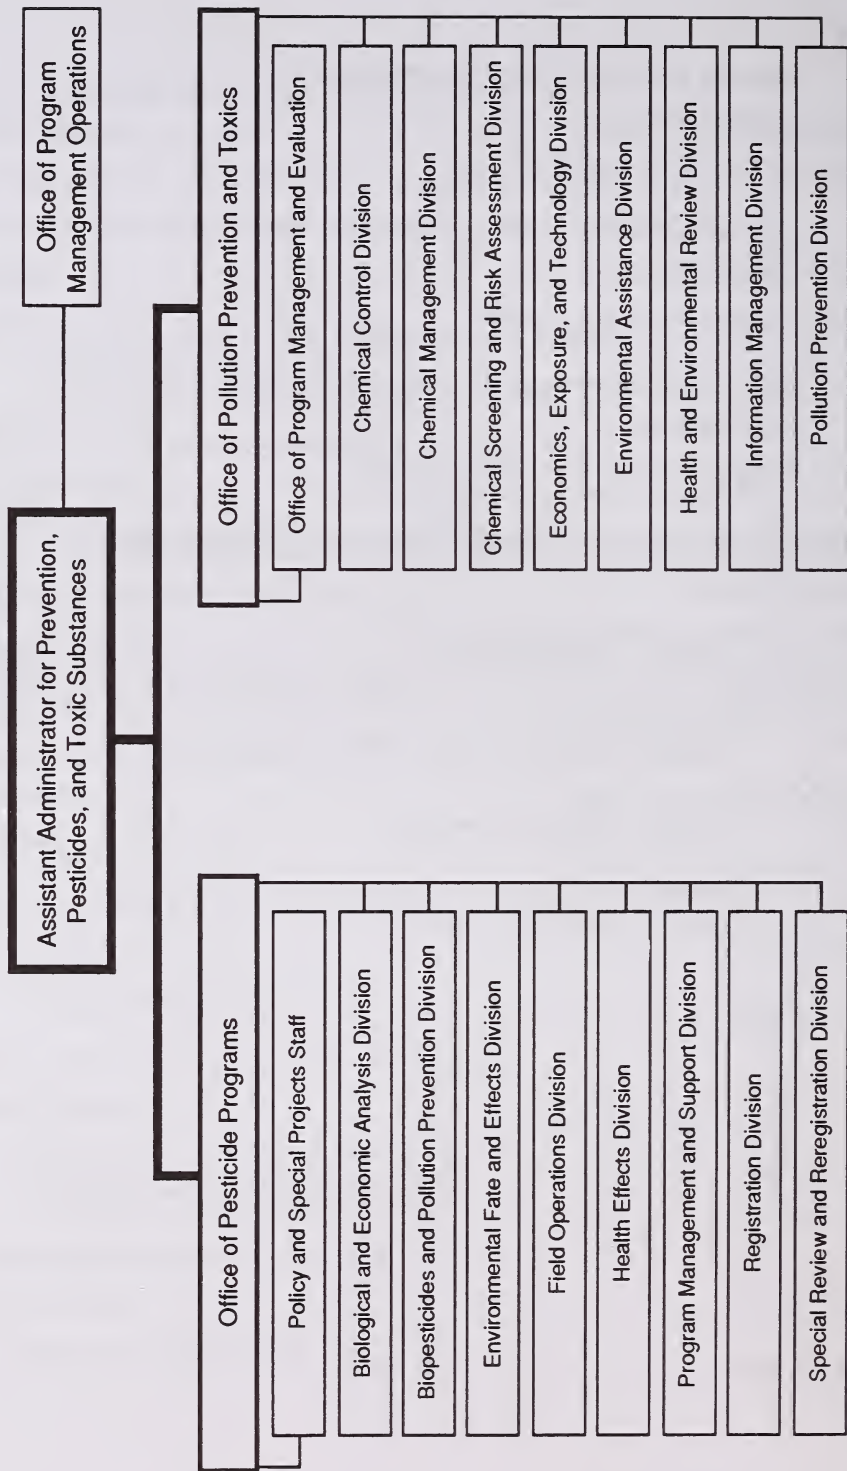 Assistant Administrator for Prevention,
Pesticides, and Toxic Substances
Office of Program
Management Operations
Office of Pesticide Programs
Policy and Special Projects Staff
Biological and Economic Analysis Division
Biopesticides and Pollution Prevention Division
Environmental Fate and Effects Division
Field Operations Division
Health Effects Division
Program Management and Support Division
Registration Division
Special Review and Reregistration Division
Office of Pollution Prevention and Toxics
Office of Program Management and Evaluation
Chemical Control Division
Chemical Management Division
Chemical Screening and Risk Assessment Division
Economics, Exposure, and Technology Division
Environmental Assistance Division
Health and Environmental Review Division
Information Management Division
Pollution Prevention Division